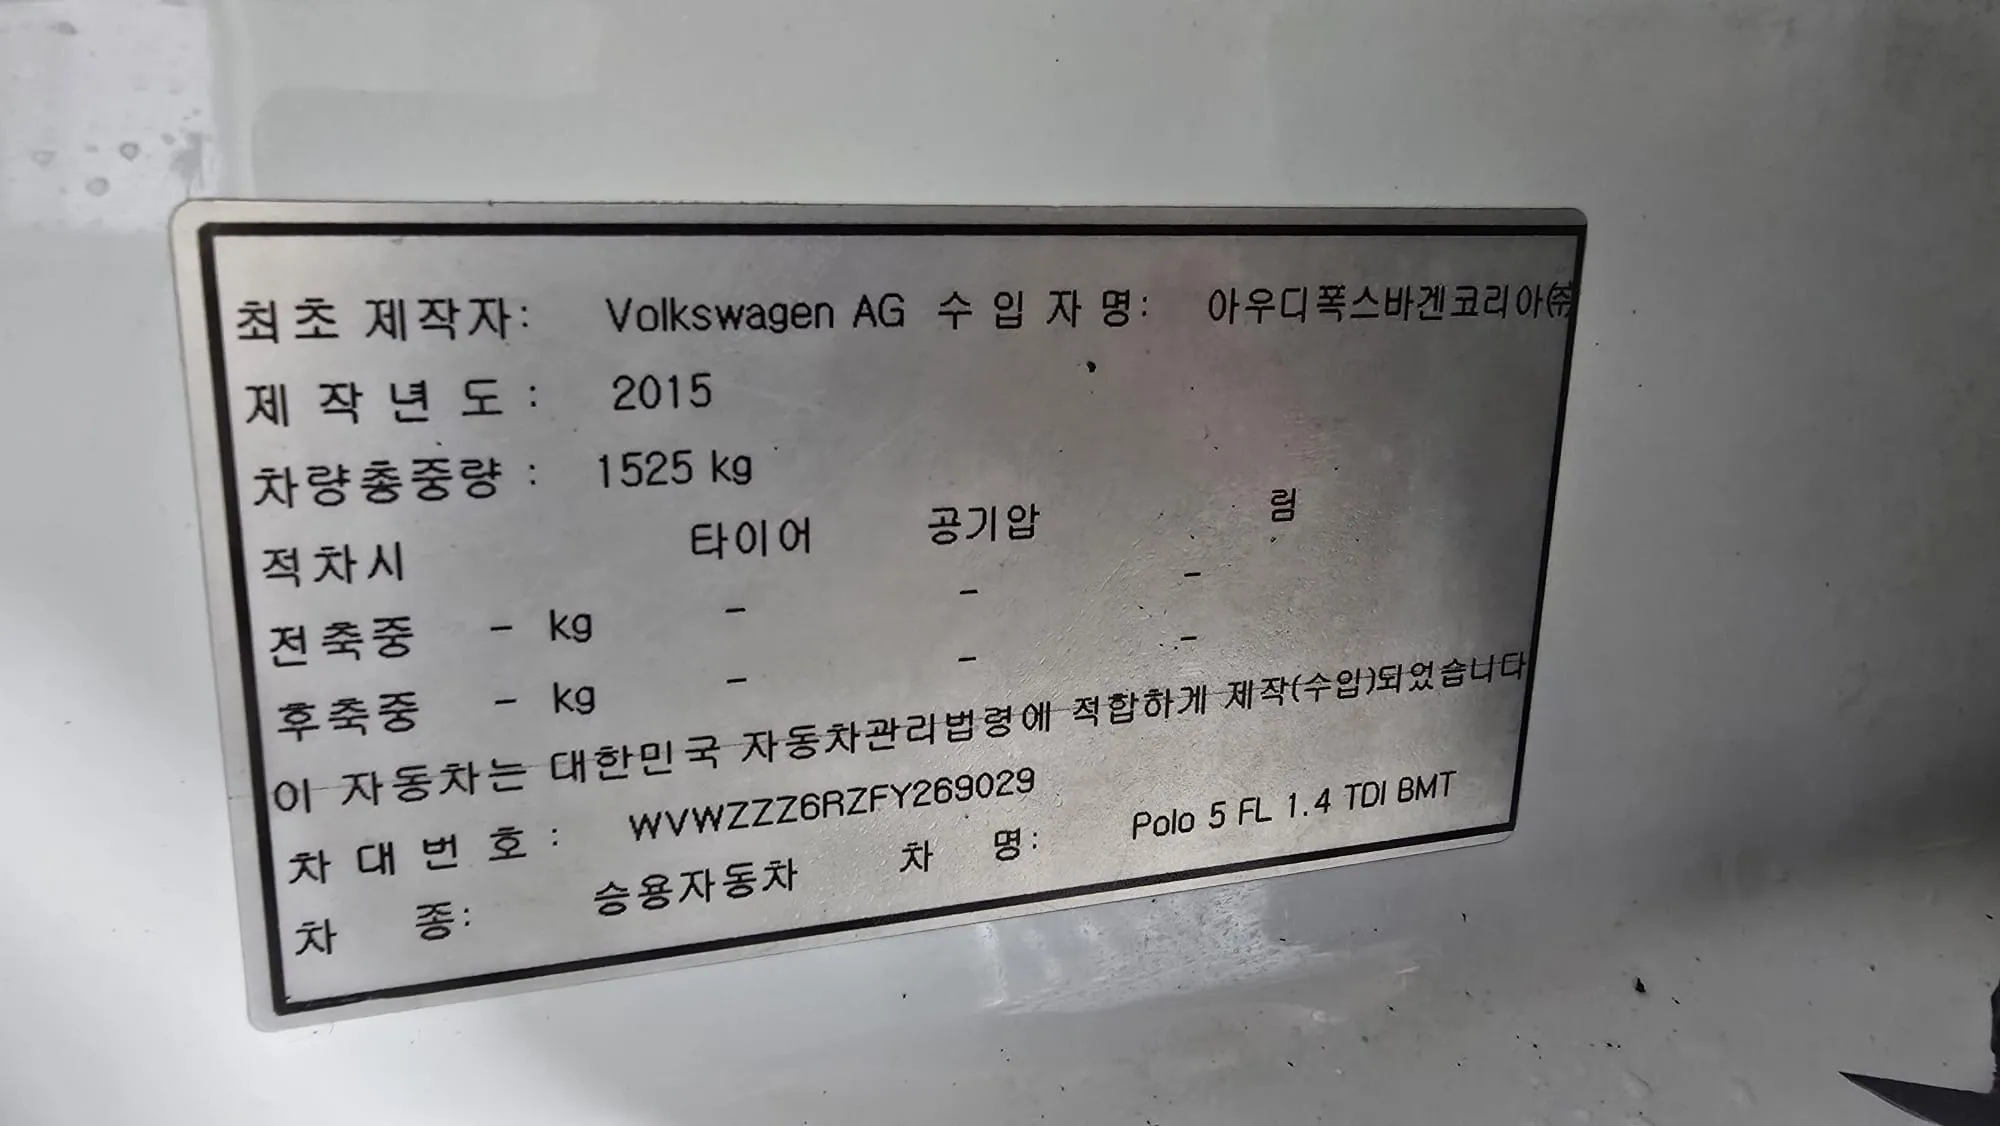 최초 제작자: Volkswagen AG 수 입 자 명: 아우디폭스바겐코리아㈜
제 작 년 도 : 2015
차량총중량 : 1525 kg
적차시 타이어 공기압 림
전축중 - kg - - -
후축중 - kg - - -
이 자동차는 대한민국 자동차관리법령에 적합하게 제작(수입)되었습니다
차 대 번 호 : WVWZZZ6RZFY269029
차 종: 승용자동차 차 명: Polo 5 FL 1.4 TDI BMT